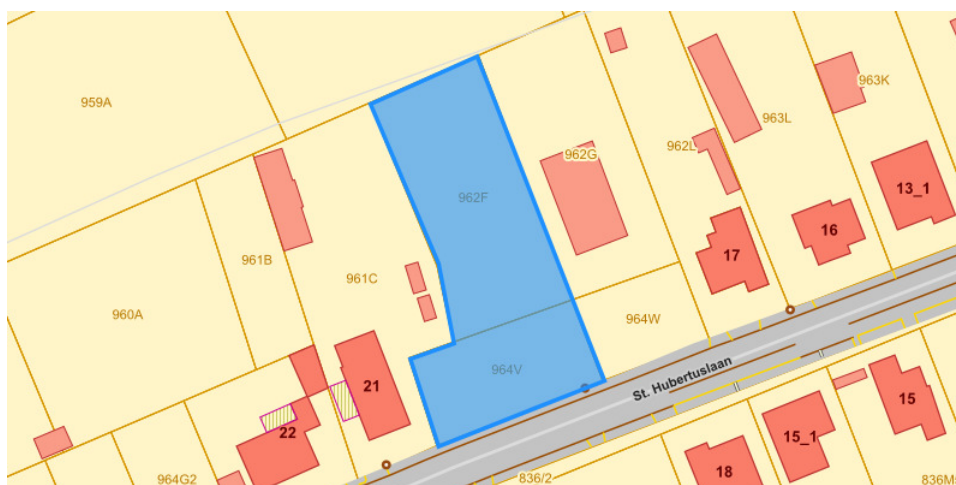 963K
959A
963L
962L
962G
13_1
962F
16
17
961B
961C
960A
964W
St. Hubertuslaan
964V
21
15
22
15_1
18
964G2
836/2
836M